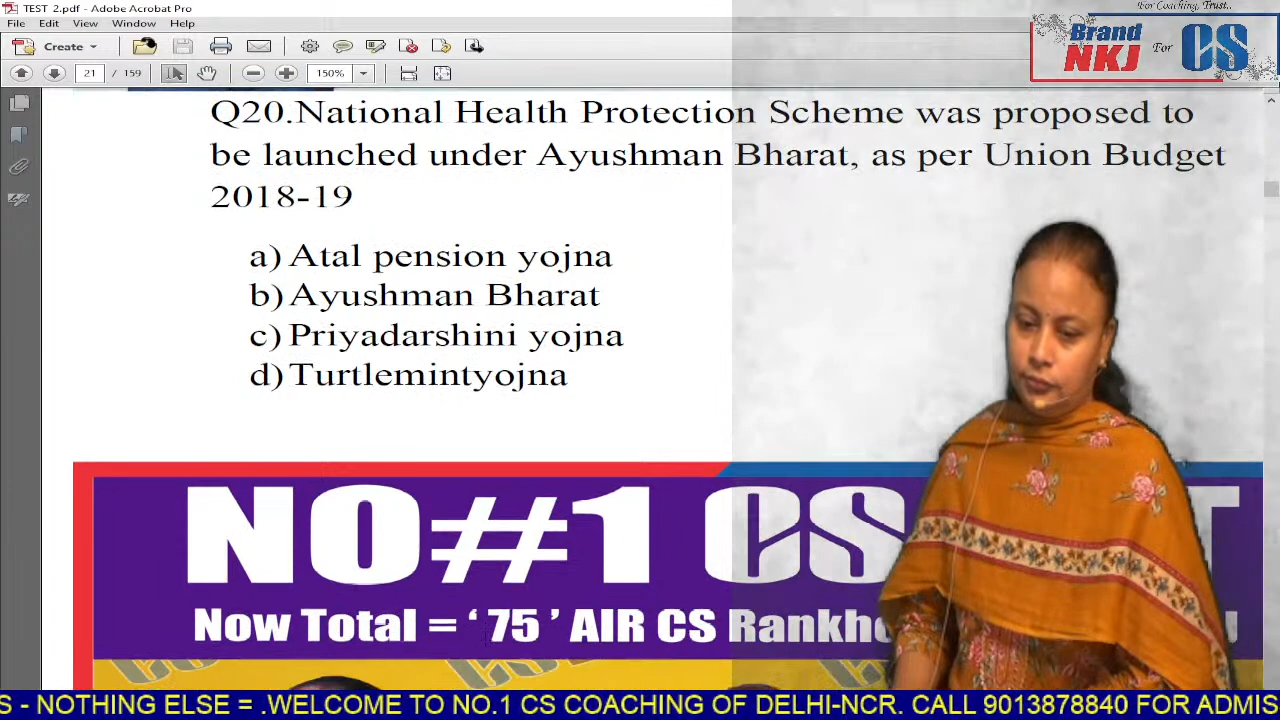 TEST 2.pdf - Adobe Acrobat Pro
File Edit View Window Help
Create
21 / 159 150%
For Coaching, Trust..
Brand NKJ For CS
Q20.National Health Protection Scheme was proposed to
be launched under Ayushman Bharat, as per Union Budget
2018-19
a) Atal pension yojna
b) Ayushman Bharat
c) Priyadarshini yojna
d) Turtlemintyojna
NO#1 CS
Now Total = ‘ 75 ’ AIR CS
S - NOTHING ELSE = .WELCOME TO NO.1 CS COACHING OF DELHI-NCR. CALL 9013878840 FOR ADMIS